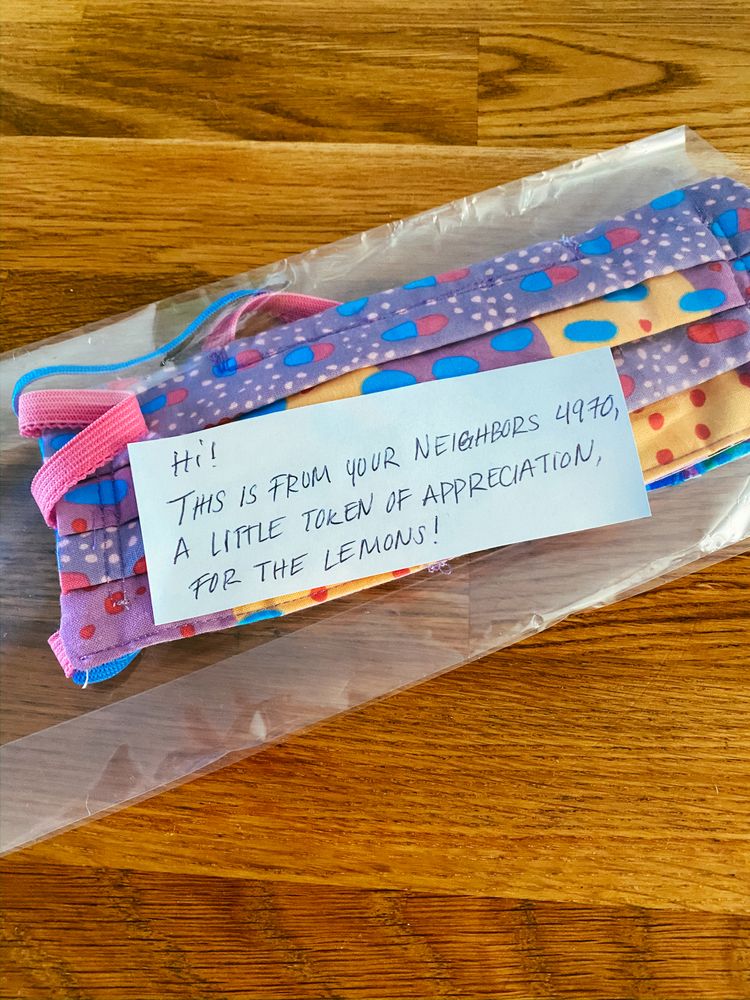 Hi!
THIS IS FROM YOUR NEIGHBORS 4970,
A LITTLE TOKEN OF APPRECIATION,
FOR THE LEMONS!